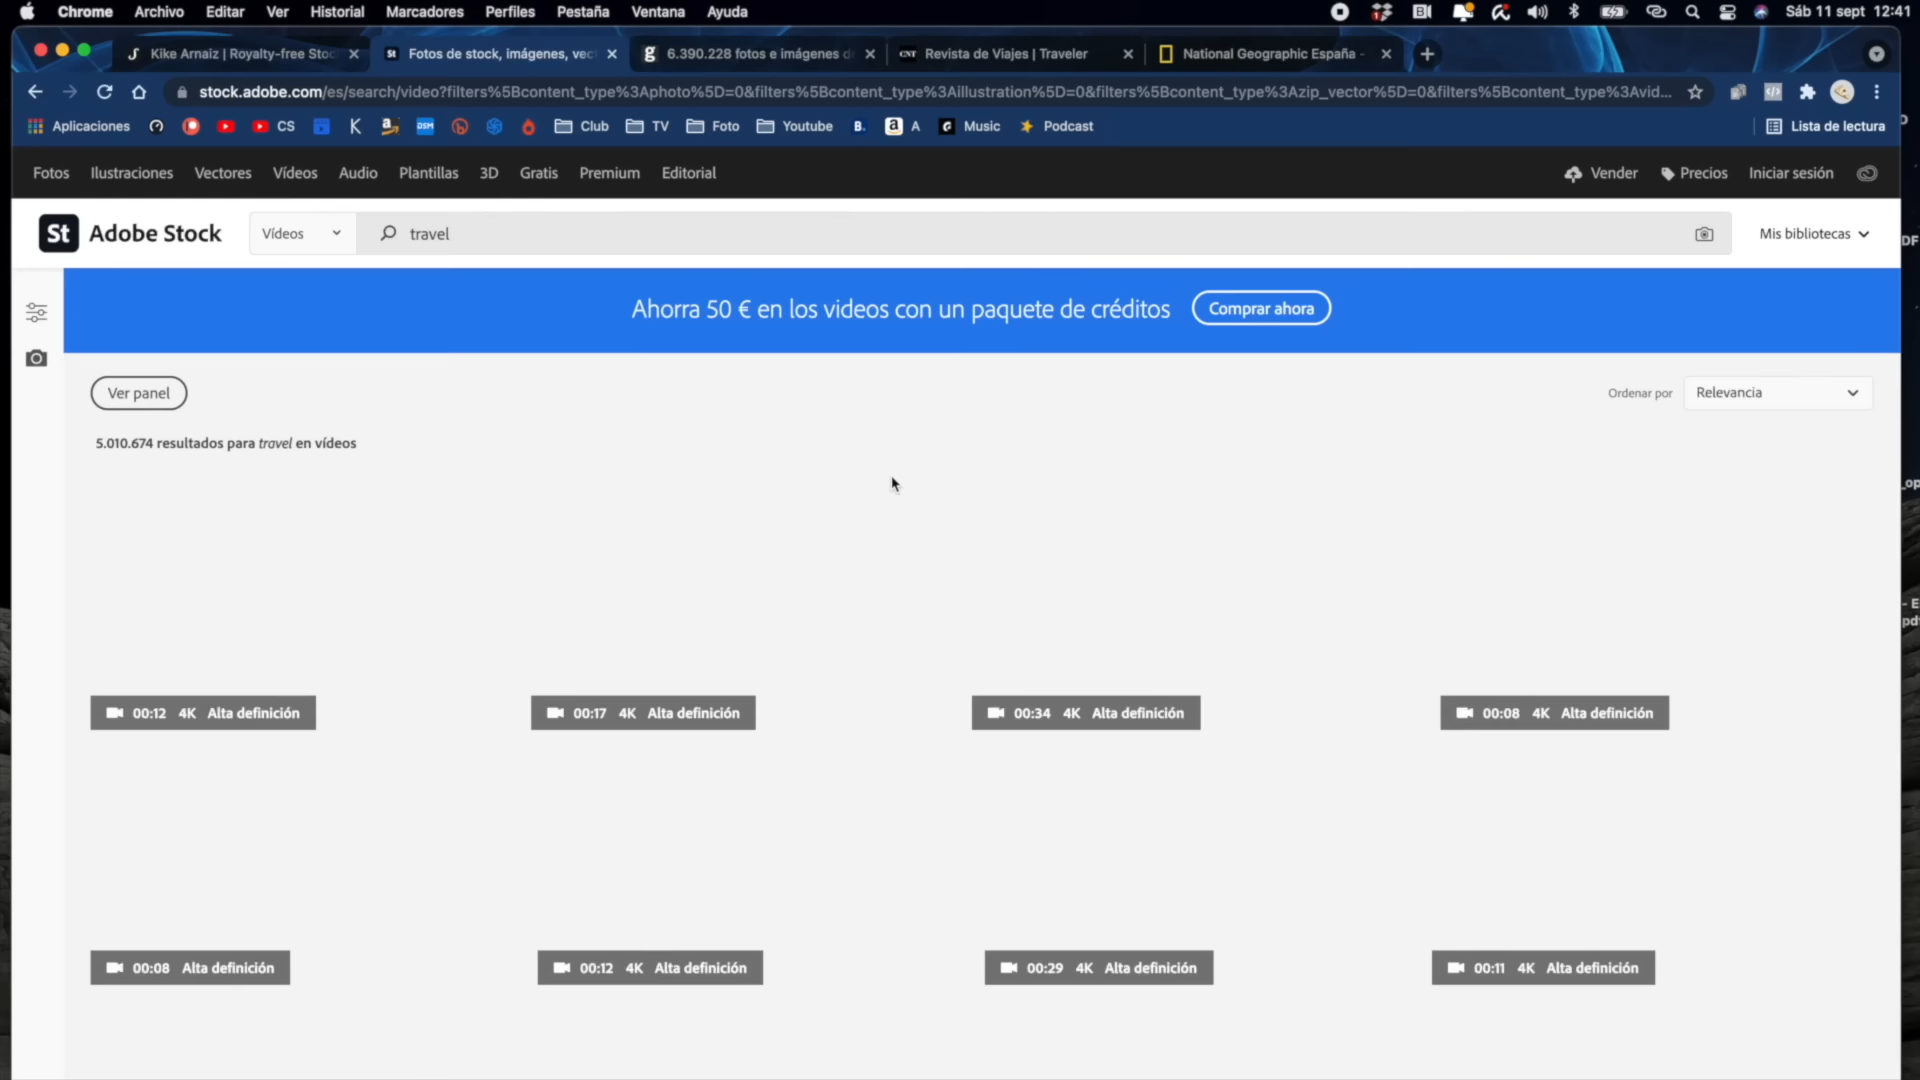 Chrome Archivo Editar Ver Historial Marcadores Perfiles Pestaña Ventana Ayuda Sáb 11 sept 12:41
Kike Arnaiz | Royalty-free Stoc
Fotos de stock, imágenes, vec
6.390.228 fotos e imágenes d
Revista de Viajes | Traveler
National Geographic España -
stock.adobe.com/es/search/video?filters%5Bcontent_type%3Aphoto%5D=0&filters%5Bcontent_type%3Aillustration%5D=0&filters%5Bcontent_type%3Azip_vector%5D=0&filters%5Bcontent_type%3Avid...
Aplicaciones CS K DSM Club TV Foto Youtube B. a A Music Podcast Lista de lectura
Fotos Ilustraciones Vectores Vídeos Audio Plantillas 3D Gratis Premium Editorial Vender Precios Iniciar sesión
St Adobe Stock Vídeos travel Mis bibliotecas
DF
Ahorra 50 € en los videos con un paquete de créditos Comprar ahora
Ver panel Ordenar por Relevancia
5.010.674 resultados para travel en vídeos
_op
- E
pdf
00:12 4K Alta definición
00:17 4K Alta definición
00:34 4K Alta definición
00:08 4K Alta definición
00:08 Alta definición
00:12 4K Alta definición
00:29 4K Alta definición
00:11 4K Alta definición